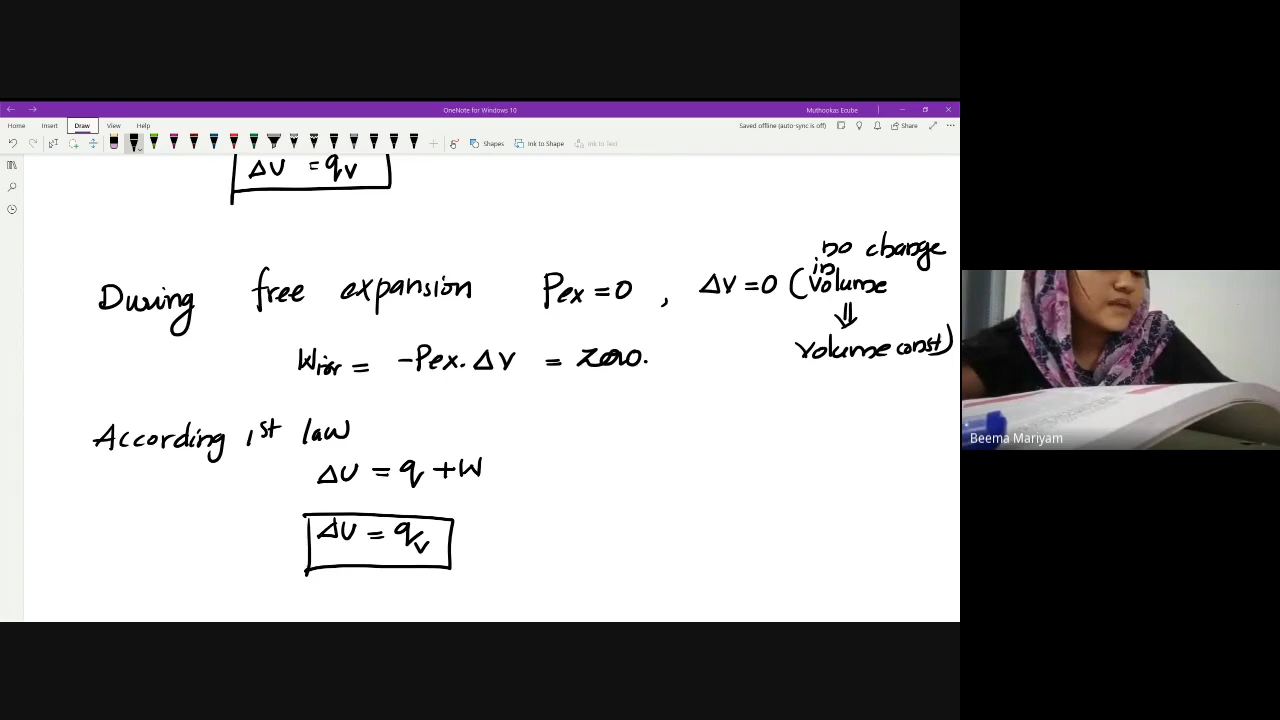 OneNote for Windows 10
Muthookas Ecube
Home Insert Draw View Help
Saved offline (auto-sync is off) Share
Shapes Ink to Shape Ink to Text
ΔU = qv
During free expansion Pex = 0 , ΔV = 0 ( no change
in
volume
⇓
volume const)
Wirr = -Pex. ΔV = zero.
According 1st law
ΔU = q + W
ΔU = qv
Beema Mariyam